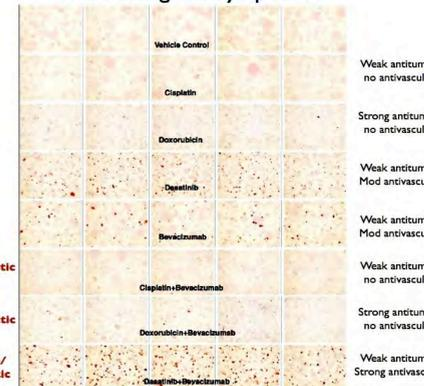 Vehicle Control
Cisplatin
Weak antitum
no antivascul
Doxorubicin
Strong antitun
no antivascul
Dasatinib
Weak antitum
Mod antivascu
Bevacizumab
Weak antitum
Mod antivascu
tic
Cisplatin+Bevacizumab
Weak antitum
no antivascul
tic
Doxorubicin+Bevacizumab
Strong antitum
no antivascul
/
ic
Dasatinib+Bevacizumab
Weak antitum
Strong antivasc